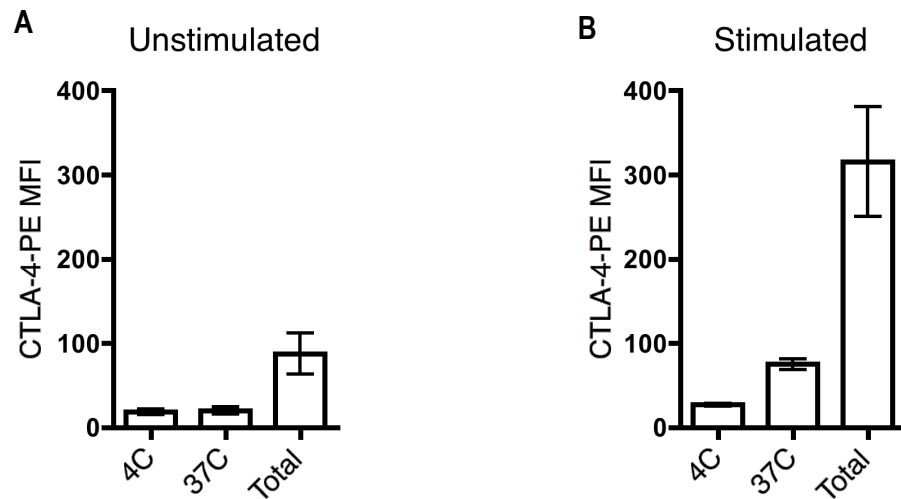 A
Unstimulated
CTLA-4-PE MFI
400
300
200
100
0
4C
37C
Total
B
Stimulated
CTLA-4-PE MFI
400
300
200
100
0
4C
37C
Total